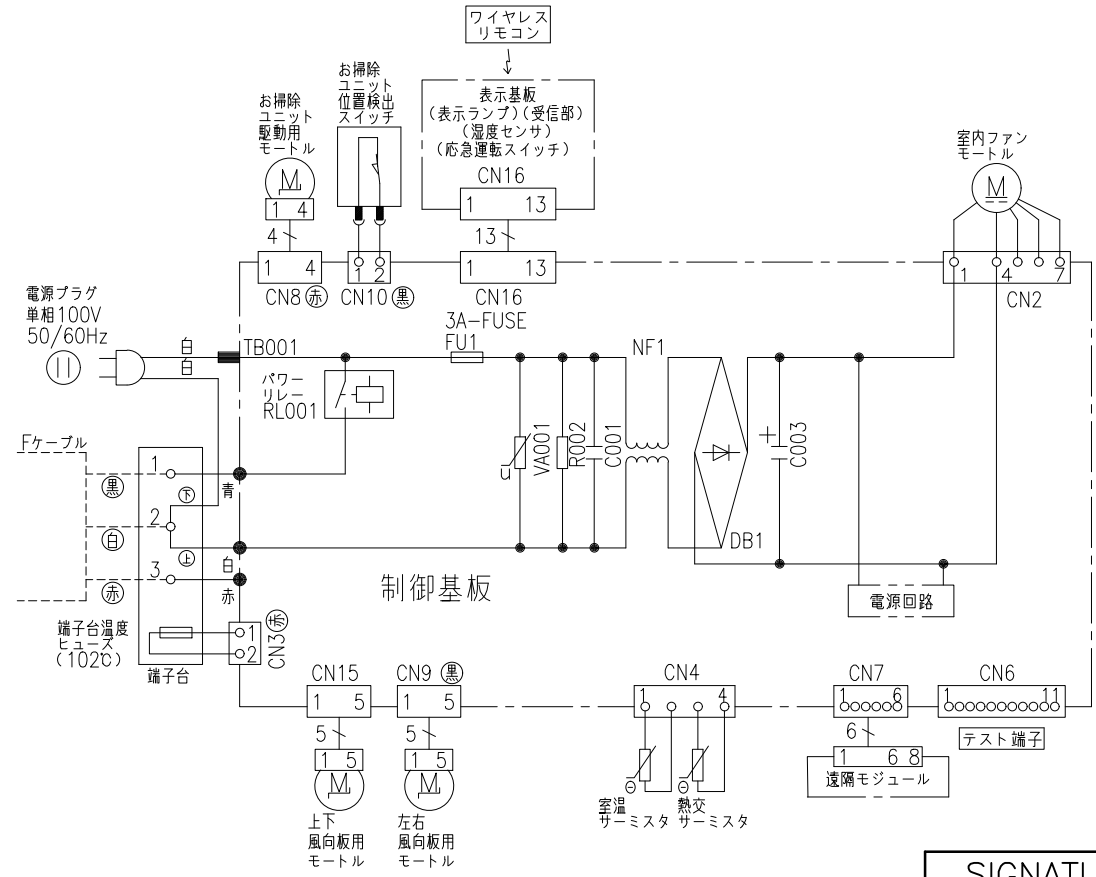 ワイヤレス
リモコン
お掃除
ユニット
位置検出
スイッチ
お掃除
ユニット
駆動用
モートル
M
1 4
表示基板
(表示ランプ)(受信部)
(湿度センサ)
(応急運転スイッチ)
CN16
1 13
室内ファン
モートル
M
4
13
1 4
1 2
1 13
1 4 7
CN8 赤
CN10 黒
CN16
CN2
電源プラグ
単相100V
50/60Hz
白
白
TB001
3A-FUSE
FU1
NF1
パワー
リレー
RL001
u
VA001
R002
C001
+
C003
DB1
Fケーブル
1
黒
下
青
2
白
上
白
3
赤
赤
制御基板
電源回路
端子台温度
ヒューズ
(102℃)
端子台
1
2
CN3赤
CN15
CN9 黒
CN4
CN7
CN6
1 5
1 5
1 4
1 6
1 11
5
5
6
テスト端子
1 5
1 5
1 6 8
遠隔モジュール
M
M
θ
θ
室温
サーミスタ
熱交
サーミスタ
上下
風向板用
モートル
左右
風向板用
モートル